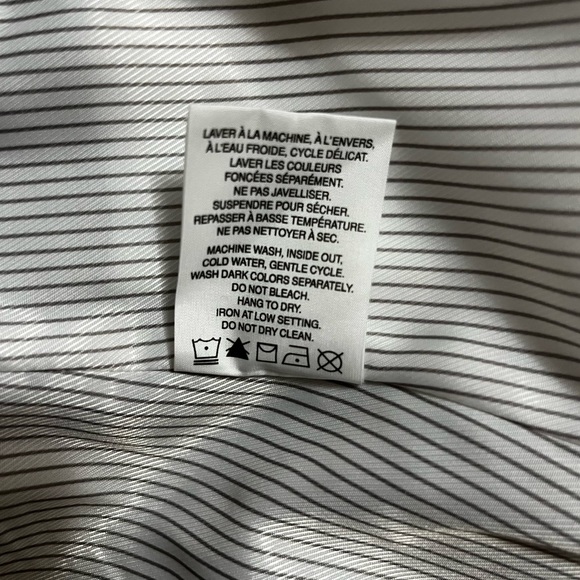 LAVER À LA MACHINE, À L'ENVERS,
À L'EAU FROIDE, CYCLE DÉLICAT.
LAVER LES COULEURS
FONCÉES SÉPARÉMENT.
NE PAS JAVELLISER.
SUSPENDRE POUR SÉCHER.
REPASSER À BASSE TEMPÉRATURE.
NE PAS NETTOYER À SEC.
MACHINE WASH, INSIDE OUT,
COLD WATER, GENTLE CYCLE.
WASH DARK COLORS SEPARATELY.
DO NOT BLEACH.
HANG TO DRY.
IRON AT LOW SETTING.
DO NOT DRY CLEAN.